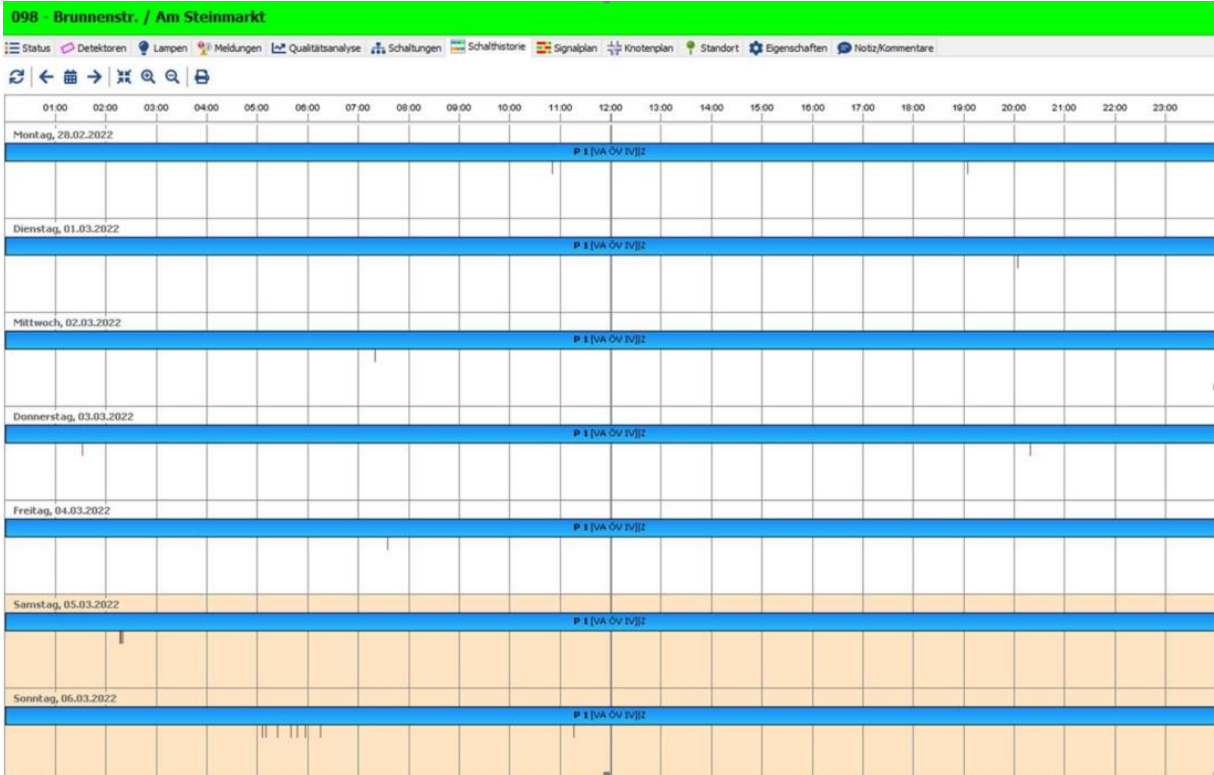 098 - Brunnenstr. / Am Steinmarkt
Status Detektoren Lampen Meldungen Qualitätsanalyse Schaltungen Schalthistorie Signalplan Knotenplan Standort Eigenschaften Notiz/Kommentare
01:00 02:00 03:00 04:00 05:00 06:00 07:00 08:00 09:00 10:00 11:00 12:00 13:00 14:00 15:00 16:00 17:00 18:00 19:00 20:00 21:00 22:00 23:00
Montag, 28.02.2022
P 1 [VA ÖV IV]|Z
Dienstag, 01.03.2022
P 1 [VA ÖV IV]|Z
Mittwoch, 02.03.2022
P 1 [VA ÖV IV]|Z
Donnerstag, 03.03.2022
P 1 [VA ÖV IV]|Z
Freitag, 04.03.2022
P 1 [VA ÖV IV]|Z
Samstag, 05.03.2022
P 1 [VA ÖV IV]|Z
Sonntag, 06.03.2022
P 1 [VA ÖV IV]|Z